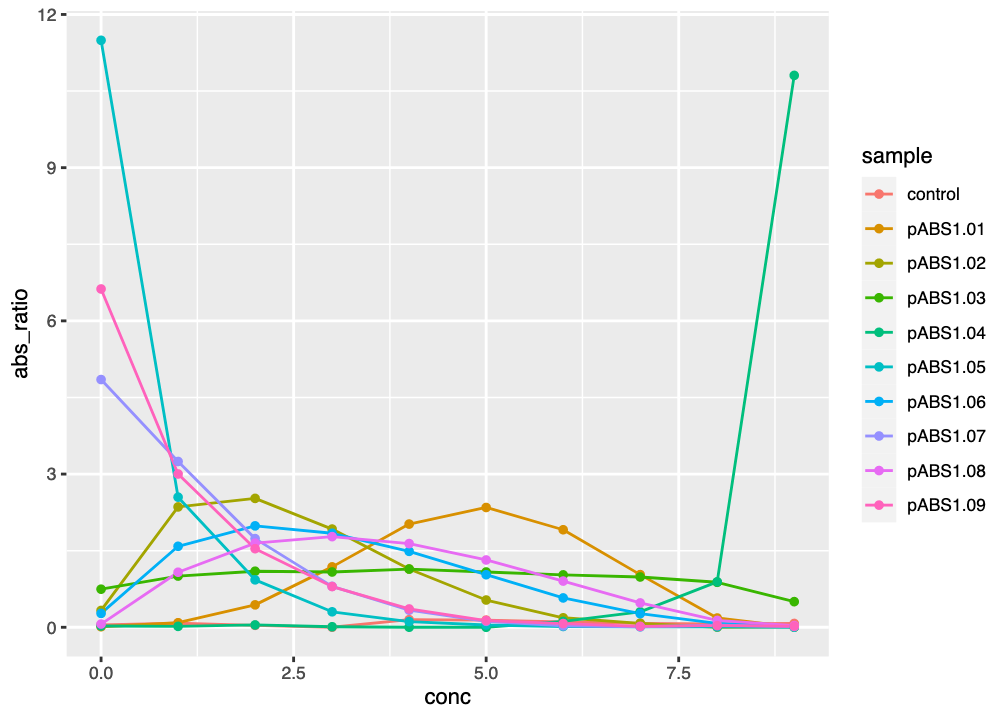 12
9
6
3
0
abs_ratio
0.0 2.5 5.0 7.5
conc
sample
control
pABS1.01
pABS1.02
pABS1.03
pABS1.04
pABS1.05
pABS1.06
pABS1.07
pABS1.08
pABS1.09